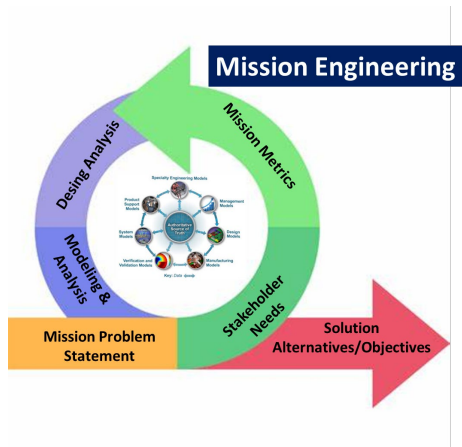 Mission Engineering
Desing Analysis
Mission Metrics
Specialty Engineering Models
Product
Support
Models
Management
Models
Authoritative
Source of
Truth
System
Models
Design
Models
Verification and
Validation Models
Manufacturing
Models
Key: Data
Modeling &
Analysis
Stakeholder
Needs
Mission Problem
Statement
Solution
Alternatives/Objectives